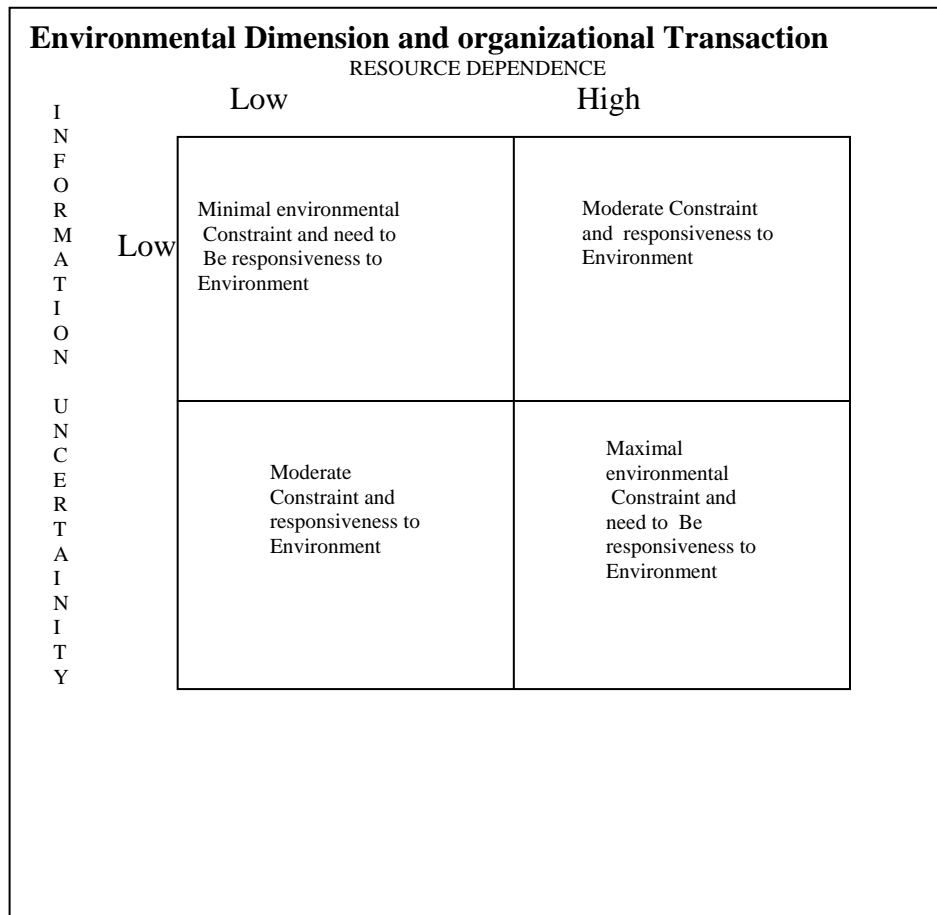 Environmental Dimension and organizational Transaction
RESOURCE DEPENDENCE
Low High
INFORMATION UNCERTAINITY
Low
Minimal environmental
Constraint and need to
Be responsiveness to
Environment
Moderate Constraint
and responsiveness to
Environment
Moderate
Constraint and
responsiveness to
Environment
Maximal
environmental
Constraint and
need to Be
responsiveness to
Environment